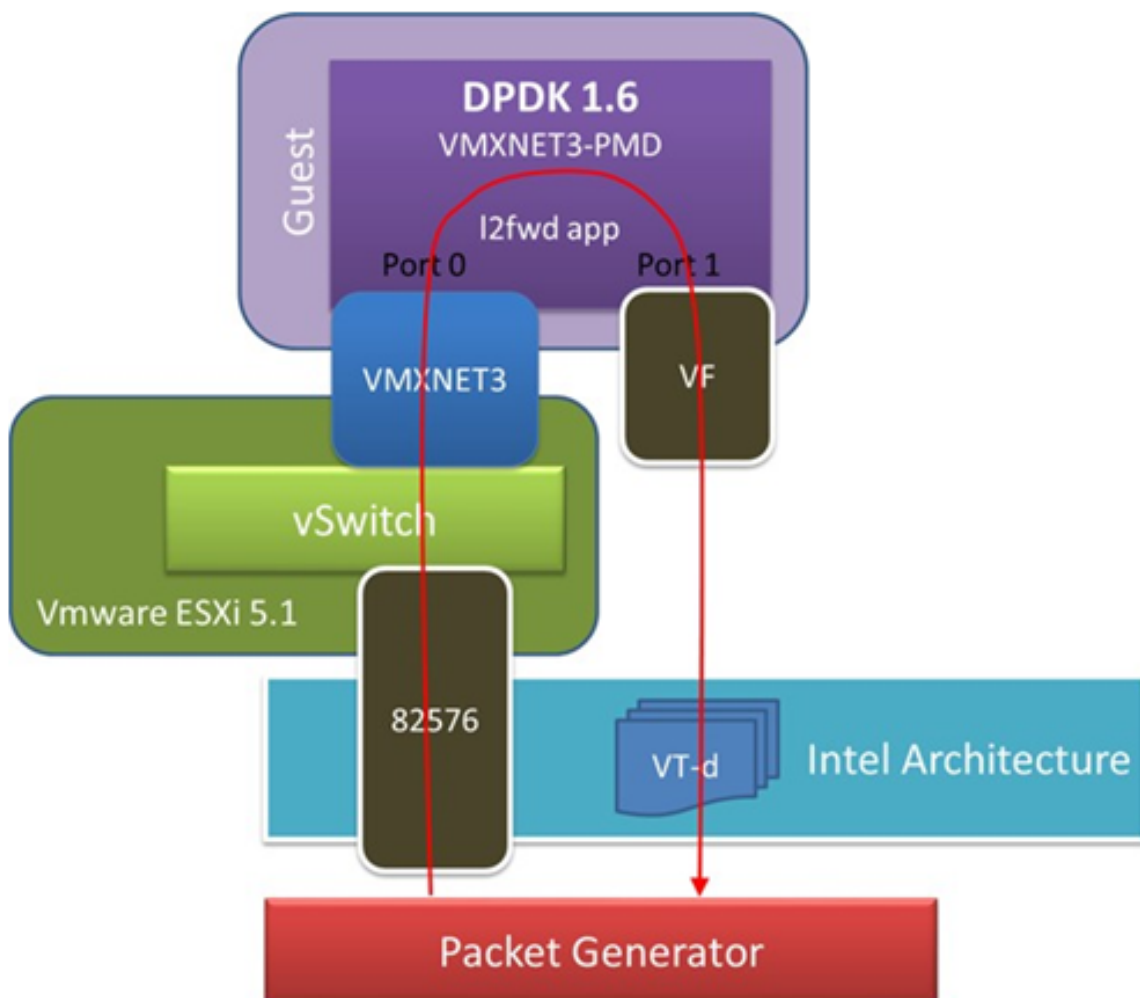 DPDK 1.6
VMXNET3-PMD
Guest
l2fwd app
Port 0
Port 1
VMXNET3
VF
vSwitch
Vmware ESXi 5.1
82576
VT-d
Intel Architecture
Packet Generator